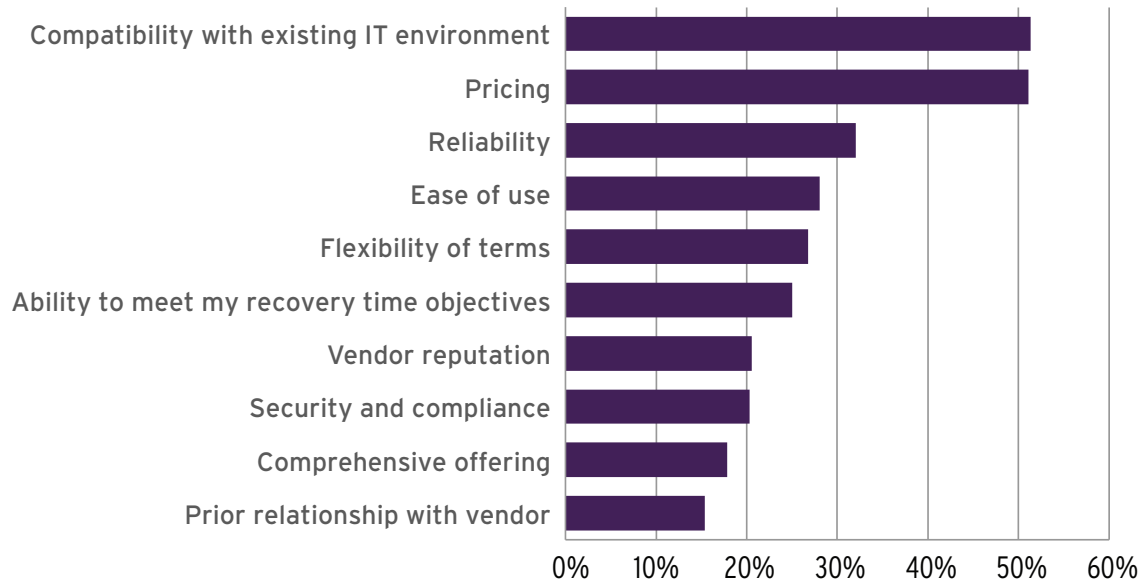 Compatibility with existing IT environment
Pricing
Reliability
Ease of use
Flexibility of terms
Ability to meet my recovery time objectives
Vendor reputation
Security and compliance
Comprehensive offering
Prior relationship with vendor
0% 10% 20% 30% 40% 50% 60%